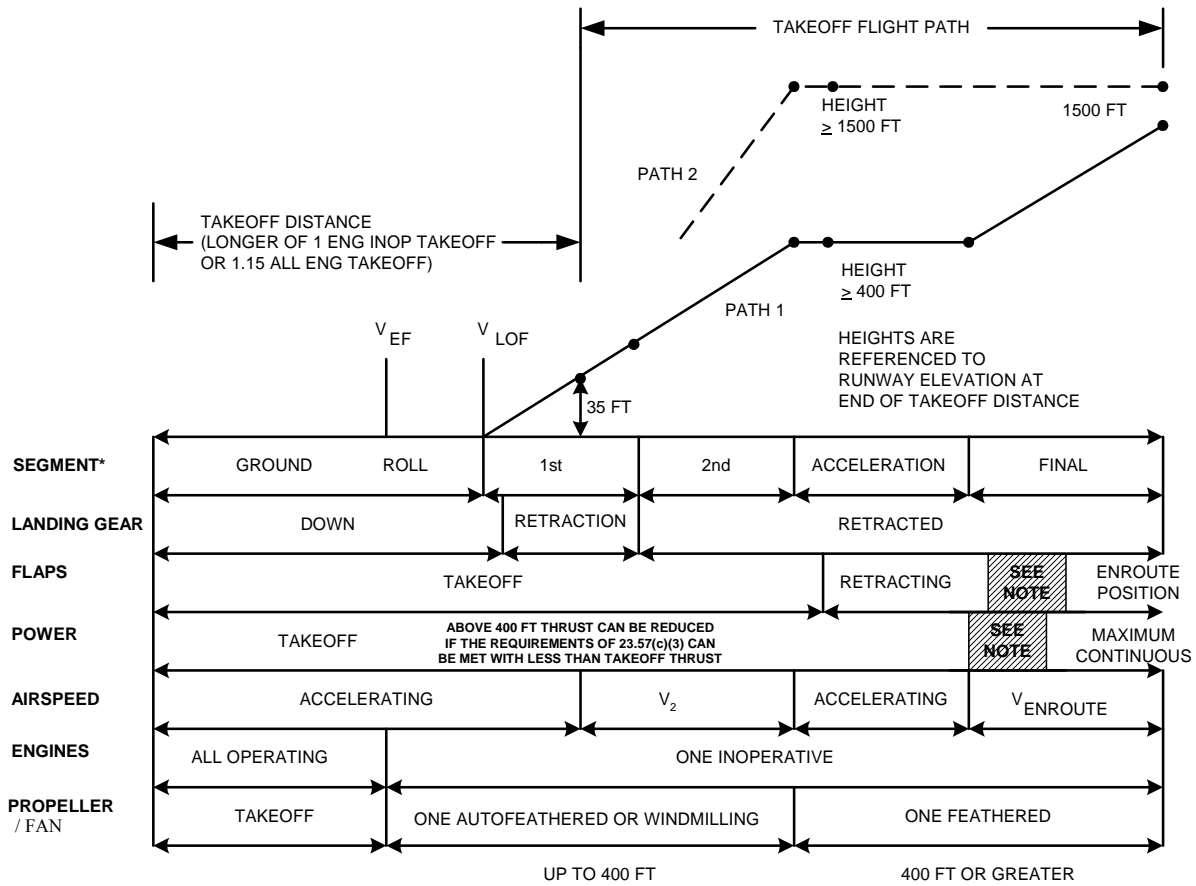 TAKEOFF FLIGHT PATH
HEIGHT
≥ 1500 FT
1500 FT
PATH 2
TAKEOFF DISTANCE
(LONGER OF 1 ENG INOP TAKEOFF
OR 1.15 ALL ENG TAKEOFF)
HEIGHT
≥ 400 FT
PATH 1
V EF
V LOF
HEIGHTS ARE
REFERENCED TO
RUNWAY ELEVATION AT
END OF TAKEOFF DISTANCE
35 FT
SEGMENT* GROUND ROLL 1st 2nd ACCELERATION FINAL
LANDING GEAR DOWN RETRACTION RETRACTED
FLAPS TAKEOFF RETRACTING SEE NOTE ENROUTE POSITION
POWER TAKEOFF
ABOVE 400 FT THRUST CAN BE REDUCED
IF THE REQUIREMENTS OF 23.57(c)(3) CAN
BE MET WITH LESS THAN TAKEOFF THRUST
SEE NOTE MAXIMUM CONTINUOUS
AIRSPEED ACCELERATING V2 ACCELERATING V ENROUTE
ENGINES ALL OPERATING ONE INOPERATIVE
PROPELLER
/ FAN
TAKEOFF ONE AUTOFEATHERED OR WINDMILLING ONE FEATHERED
UP TO 400 FT 400 FT OR GREATER